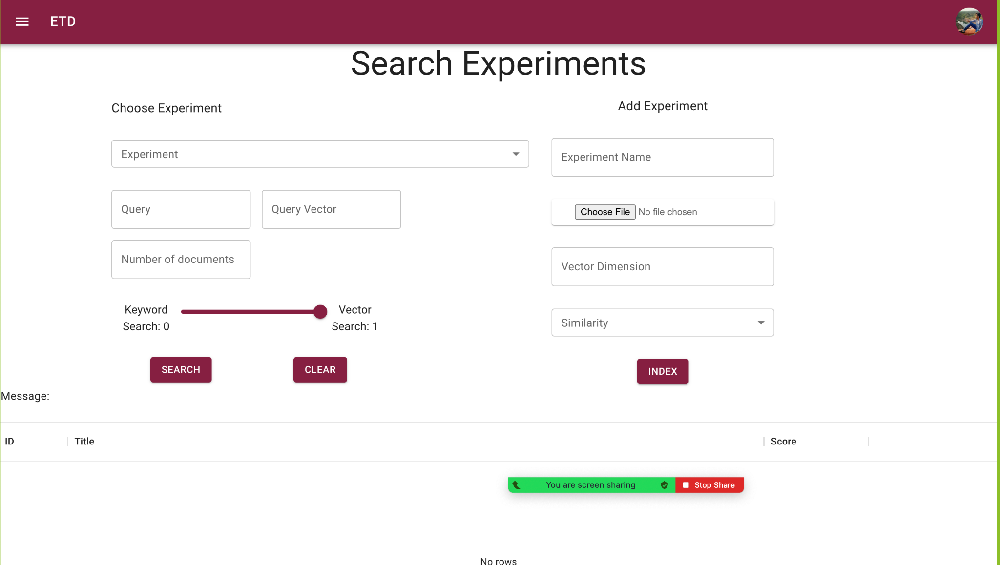 ETD
Search Experiments
Choose Experiment
Add Experiment
Experiment
Experiment Name
Query
Query Vector
Choose File No file chosen
Number of documents
Vector Dimension
Keyword
Search: 0
Vector
Search: 1
Similarity
SEARCH
CLEAR
INDEX
Message:
ID
Title
Score
You are screen sharing
Stop Share
No rows